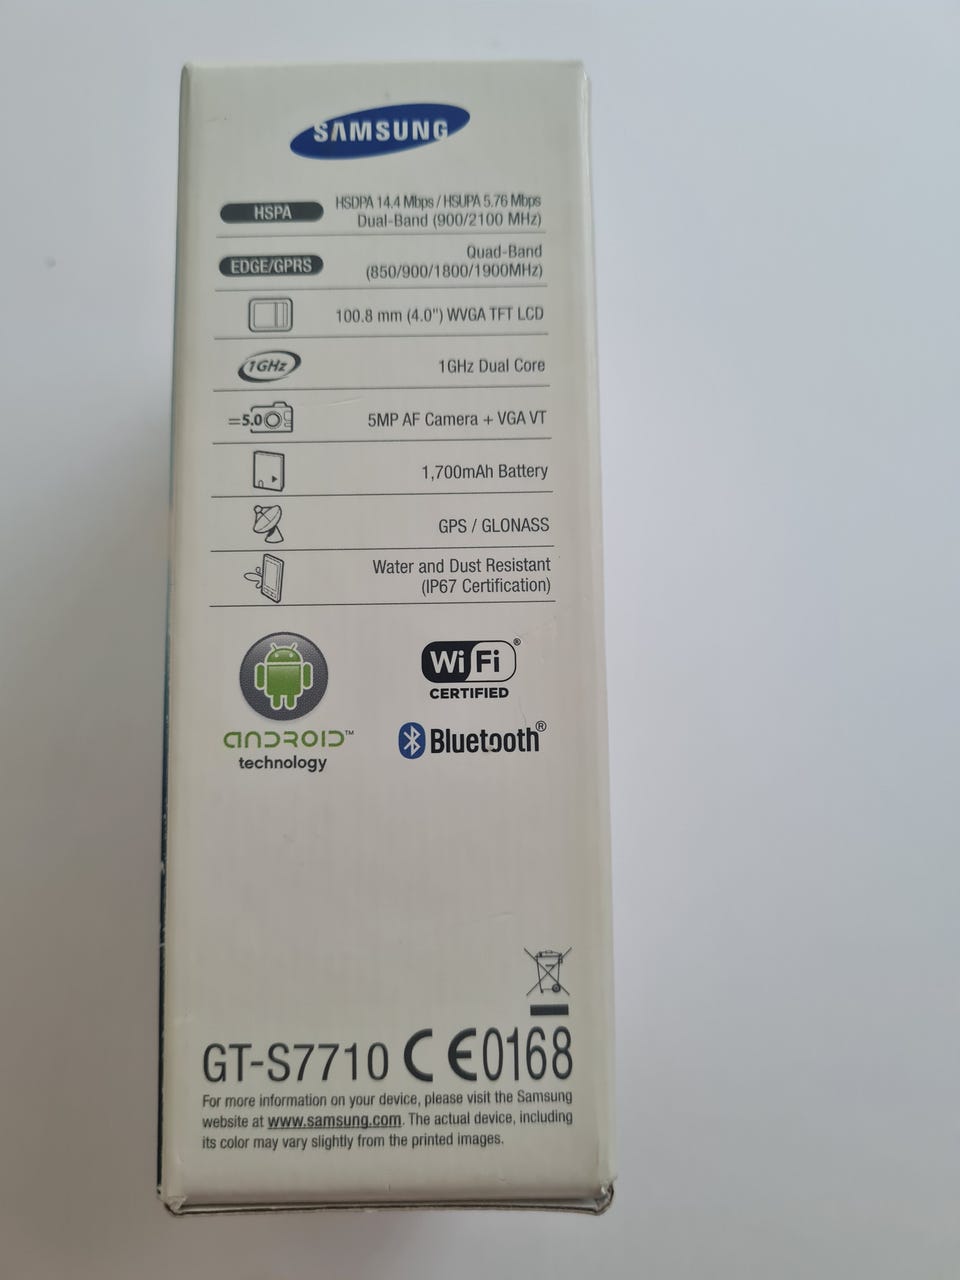 SAMSUNG
HSPA
HSDPA 14.4 Mbps / HSUPA 5.76 Mbps
Dual-Band (900/2100 MHz)
EDGE/GPRS
Quad-Band
(850/900/1800/1900MHz)
100.8 mm (4.0") WVGA TFT LCD
1GHz
1GHz Dual Core
=5.0
5MP AF Camera + VGA VT
1,700mAh Battery
GPS / GLONASS
Water and Dust Resistant
(IP67 Certification)
ANDROID™
technology
Wi Fi®
CERTIFIED
Bluetooth®
GT-S7710 CE0168
For more information on your device, please visit the Samsung
website at www.samsung.com. The actual device, including
its color may vary slightly from the printed images.